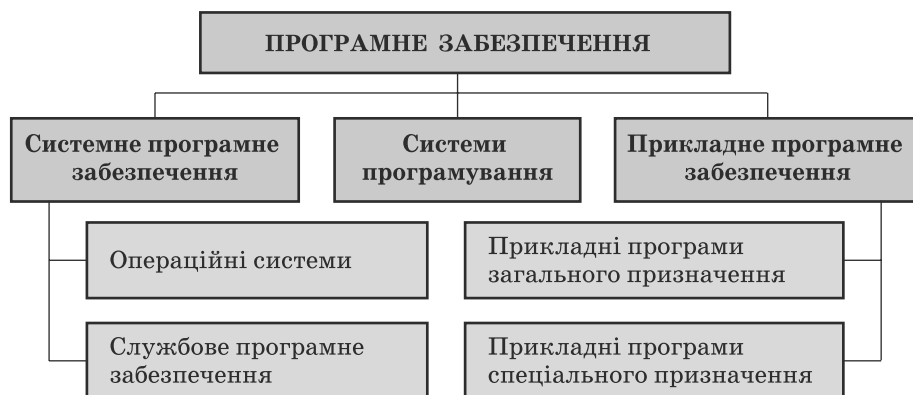 ПРОГРАМНЕ ЗАБЕЗПЕЧЕННЯ
Системне програмне
забезпечення
Системи
програмування
Прикладне програмне
забезпечення
Операційні системи
Службове програмне
забезпечення
Прикладні програми
загального призначення
Прикладні програми
спеціального призначення